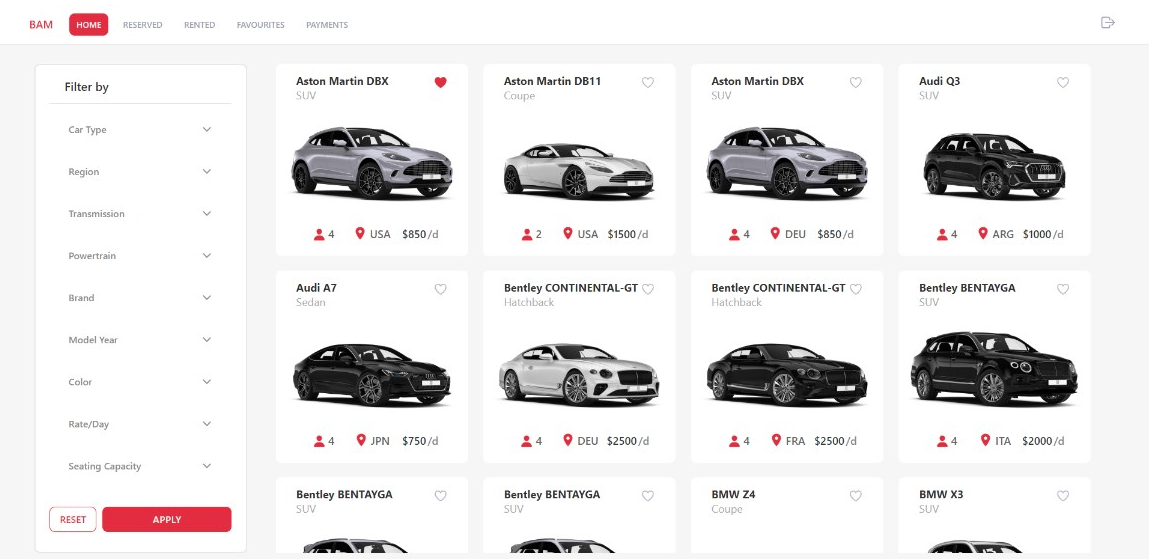 BAM HOME RESERVED RENTED FAVOURITES PAYMENTS
Filter by
Car Type
Region
Transmission
Powertrain
Brand
Model Year
Color
Rate/Day
Seating Capacity
RESET APPLY
Aston Martin DBX
SUV
4 USA $850/d
Aston Martin DB11
Coupe
2 USA $1500/d
Aston Martin DBX
SUV
4 DEU $850/d
Audi Q3
SUV
4 ARG $1000/d
Audi A7
Sedan
4 JPN $750/d
Bentley CONTINENTAL-GT
Hatchback
4 DEU $2500/d
Bentley CONTINENTAL-GT
Hatchback
4 FRA $2500/d
Bentley BENTAYGA
SUV
4 ITA $2000/d
Bentley BENTAYGA
SUV
Bentley BENTAYGA
SUV
BMW Z4
Coupe
BMW X3
SUV